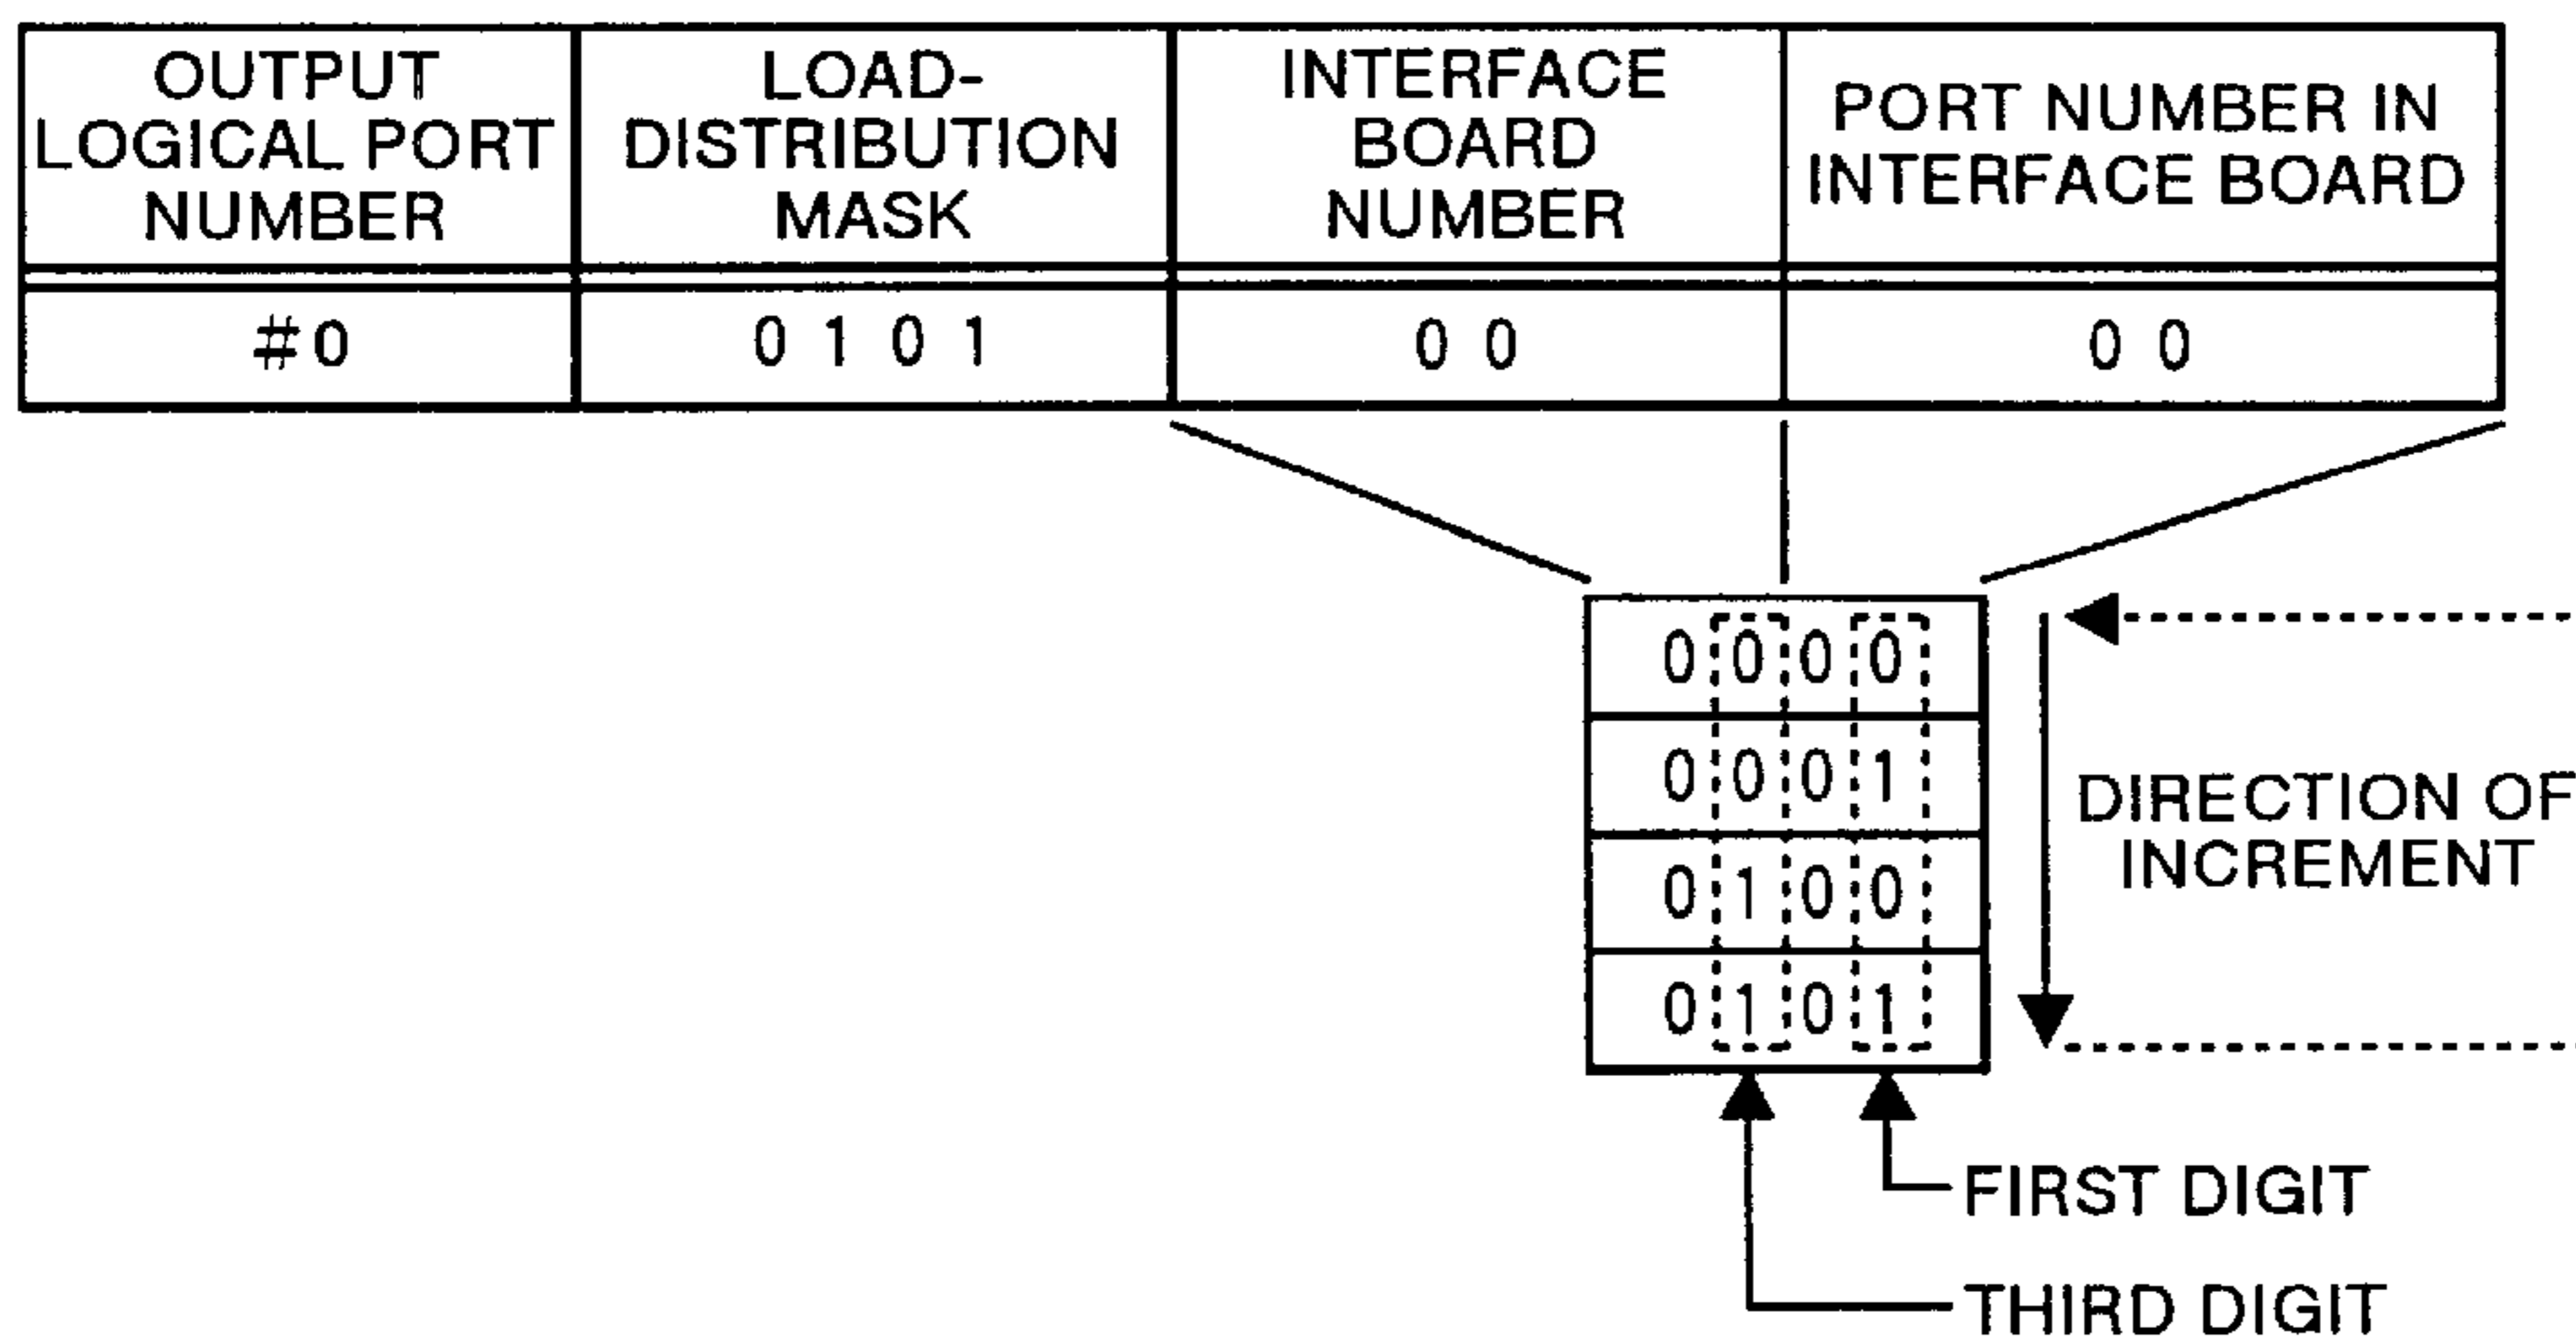 OUTPUT
LOGICAL PORT
NUMBER
LOAD-
DISTRIBUTION
MASK
INTERFACE
BOARD
NUMBER
PORT NUMBER IN
INTERFACE BOARD
#0
0 1 0 1
0 0
0 0
0 0 0 0
0 0 0 1
0 1 0 0
0 1 0 1
DIRECTION OF
INCREMENT
FIRST DIGIT
THIRD DIGIT